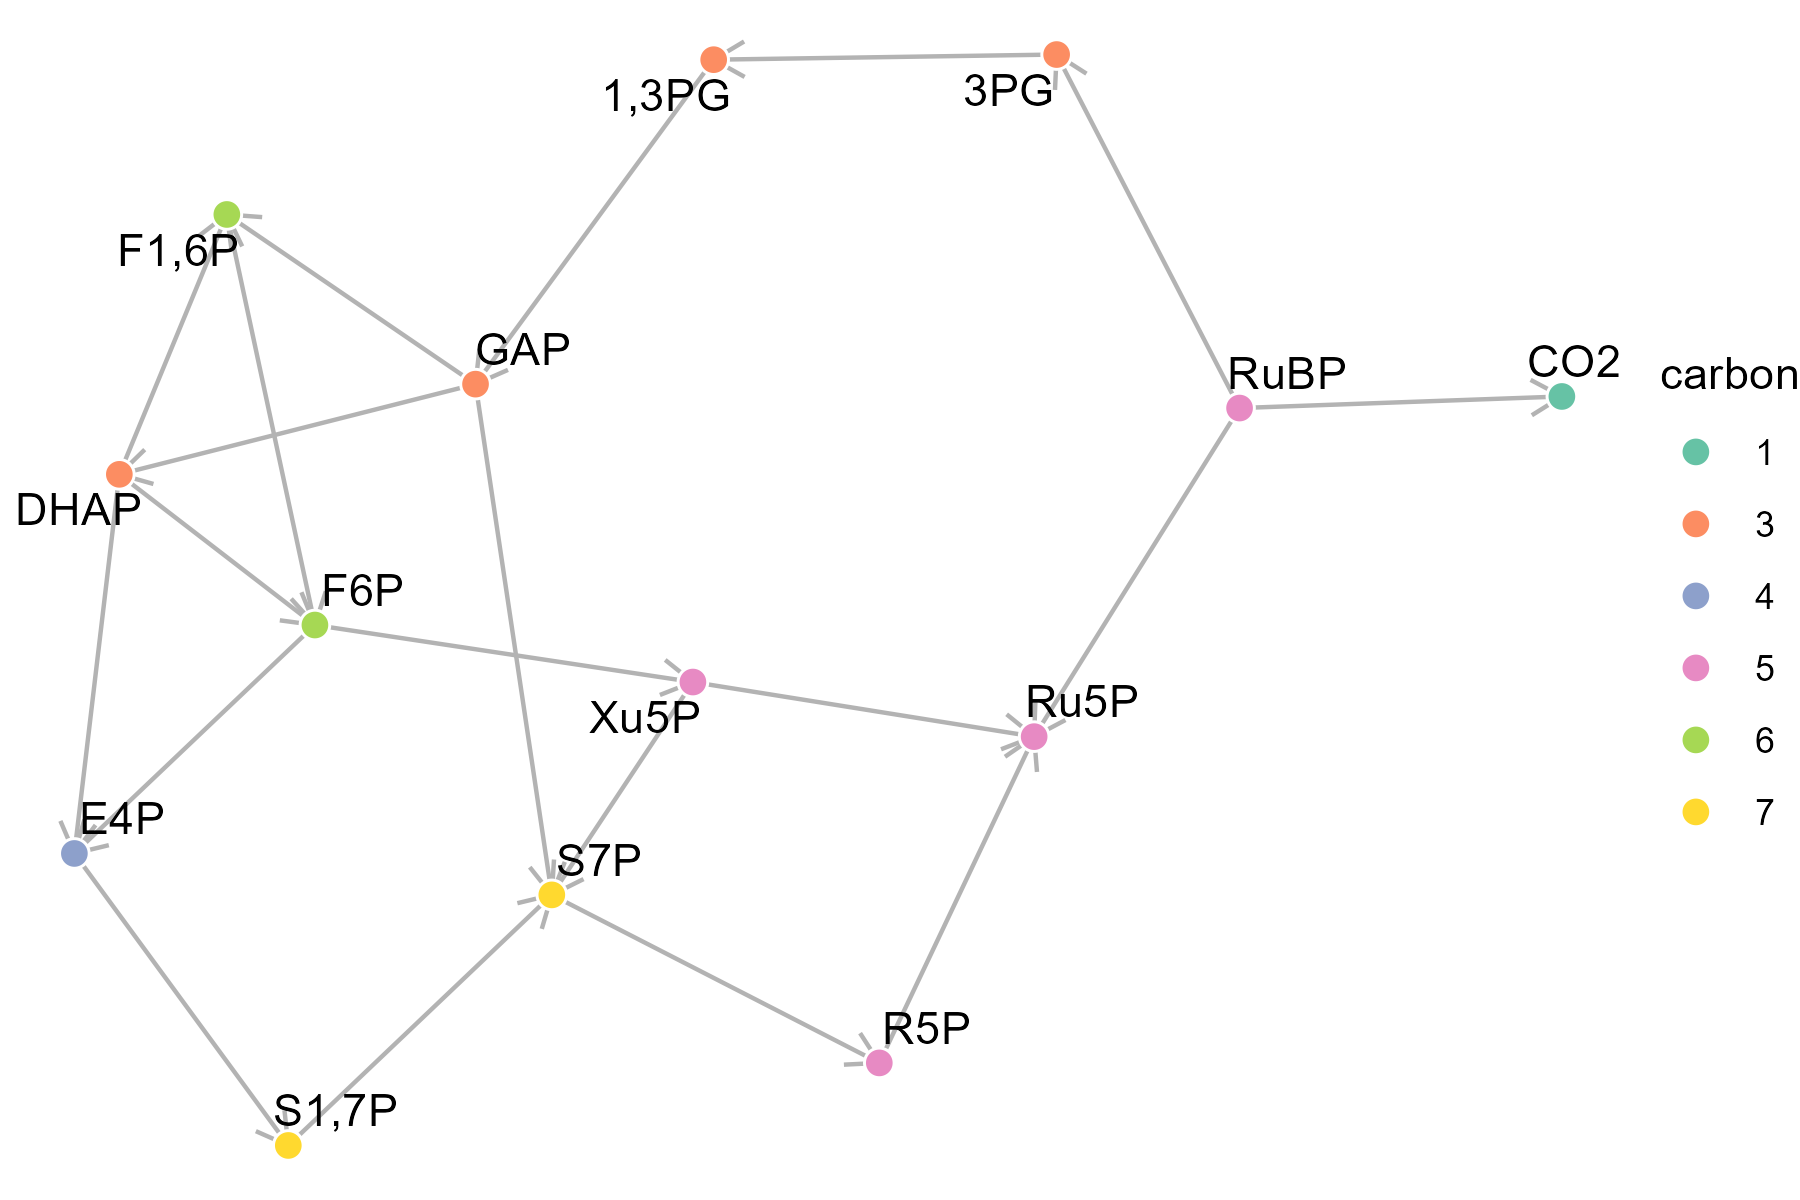 1,3PG
3PG
F1,6P
GAP
RuBP
CO2
carbon
1
DHAP
3
F6P
4
5
Xu5P
Ru5P
6
E4P
7
S7P
R5P
S1,7P